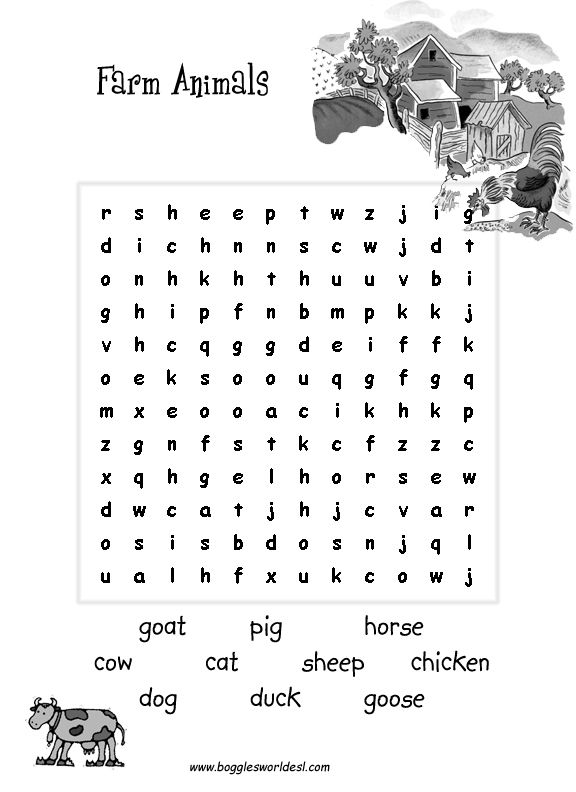 Farm Animals
r s h e e p t w z j i g
d i c h n n s c w j d t
o n h k h t h u u v b i
g h i p f n b m p k k j
v h c q g g d e i f f k
o e k s o o u q g f g q
m x e o o a c i k h k p
z g n f s t k c f z z c
x q h g e l h o r s e w
d w c a t j h j c v a r
o s i s b d o s n j q l
u a l h f x u k c o w j
goat pig horse
cow cat sheep chicken
dog duck goose
www.bogglesworldesl.com